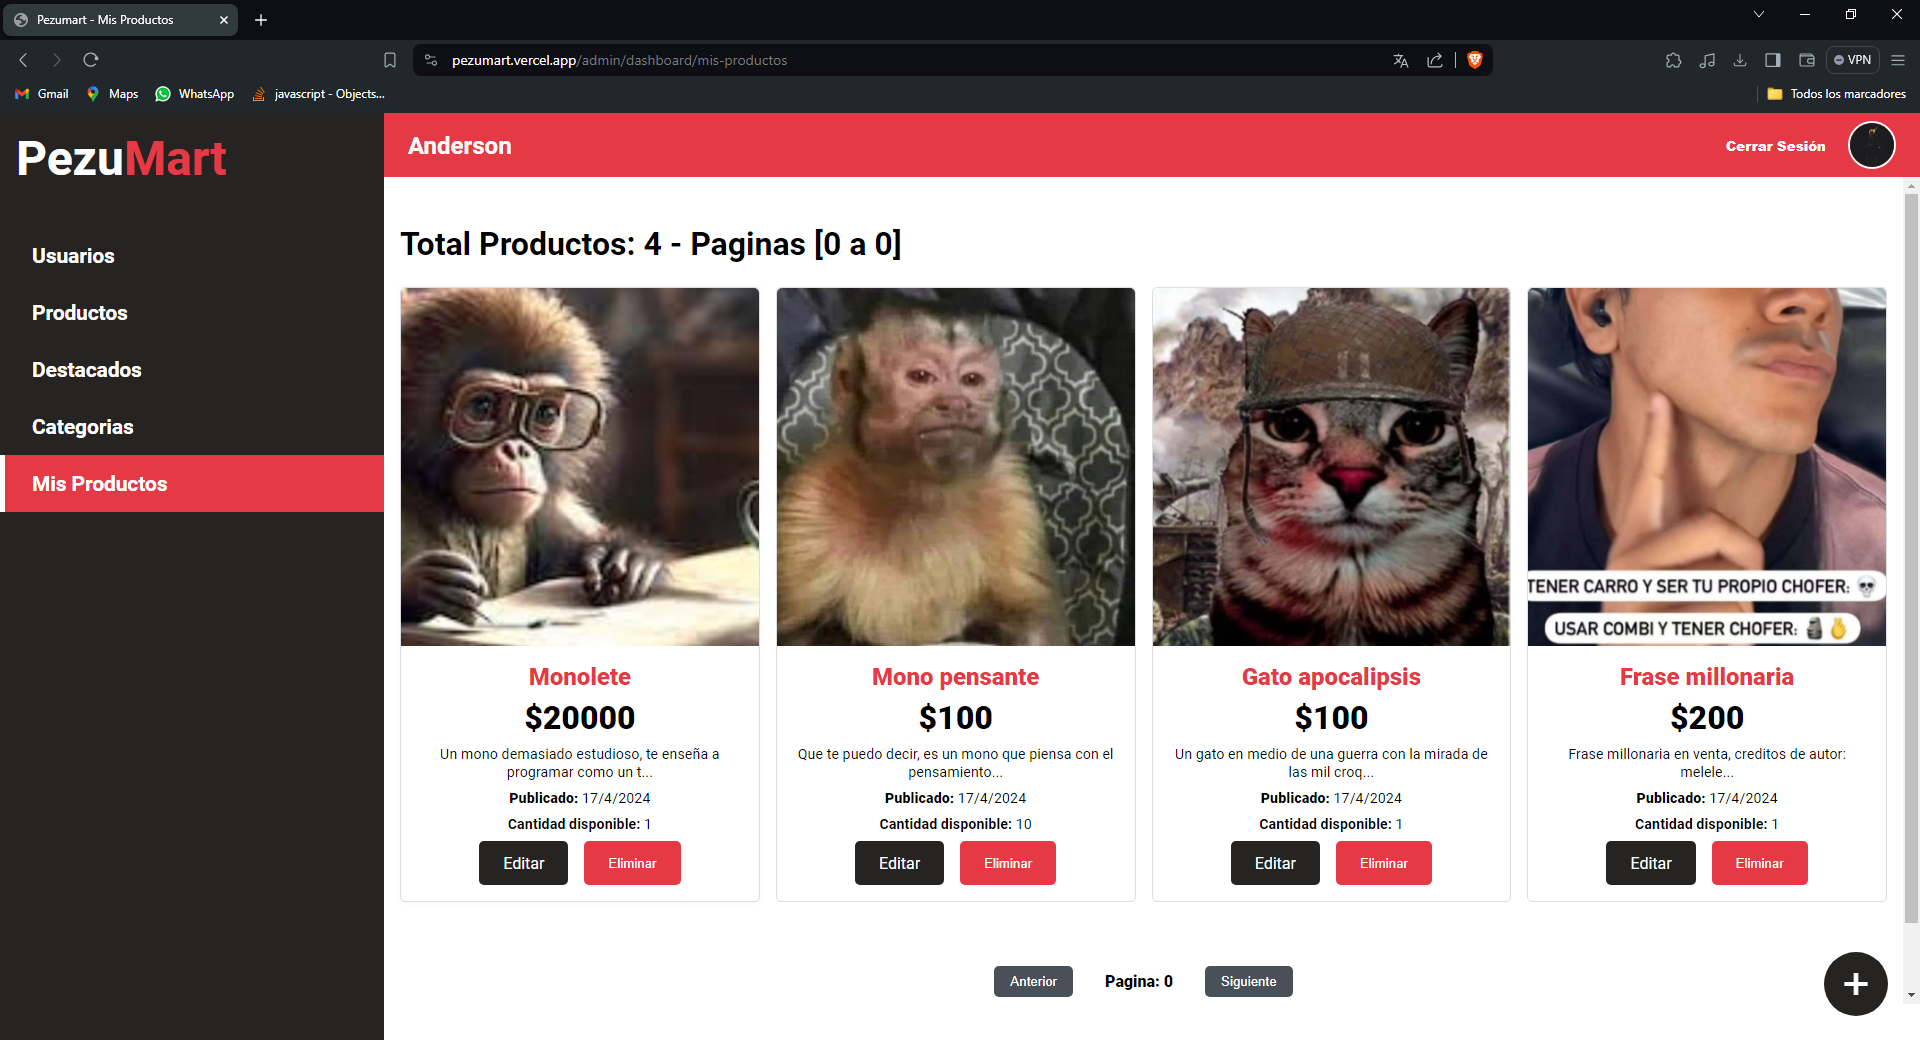 Pezumart - Mis Productos
pezumart.vercel.app/admin/dashboard/mis-productos
VPN
Gmail
Maps
WhatsApp
javascript - Objects...
Todos los marcadores
PezuMart
Anderson
Cerrar Sesión
Usuarios
Productos
Destacados
Categorias
Mis Productos
Total Productos: 4 - Paginas [0 a 0]
Monolete
$20000
Un mono demasiado estudioso, te enseña a
programar como un t...
Publicado: 17/4/2024
Cantidad disponible: 1
Editar
Eliminar
Mono pensante
$100
Que te puedo decir, es un mono que piensa con el
pensamiento...
Publicado: 17/4/2024
Cantidad disponible: 10
Editar
Eliminar
Gato apocalipsis
$100
Un gato en medio de una guerra con la mirada de
las mil croq...
Publicado: 17/4/2024
Cantidad disponible: 1
Editar
Eliminar
TENER CARRO Y SER TU PROPIO CHOFER: 💀
USAR COMBI Y TENER CHOFER: 🗿🫰
Frase millonaria
$200
Frase millonaria en venta, creditos de autor:
melele...
Publicado: 17/4/2024
Cantidad disponible: 1
Editar
Eliminar
Anterior
Pagina: 0
Siguiente